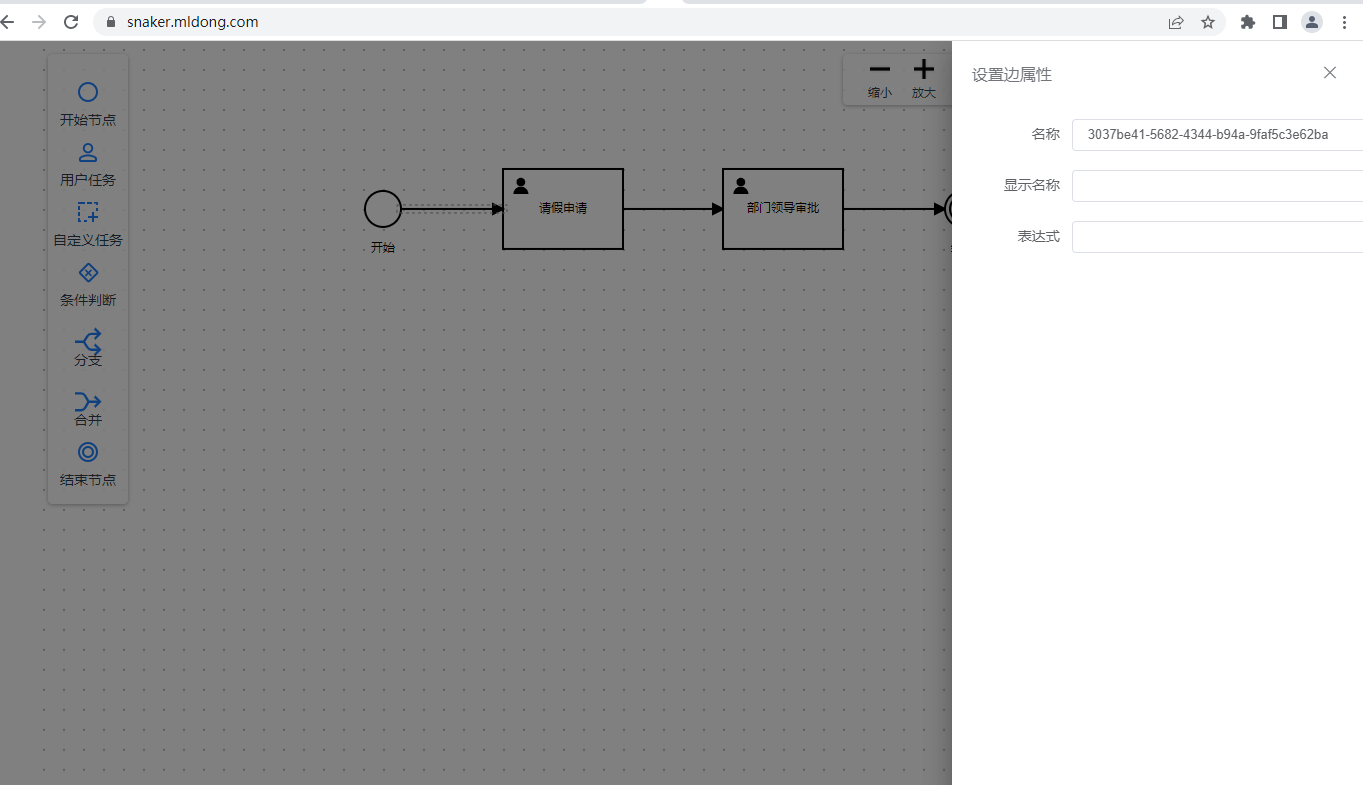 snaker.mldong.com
开始节点
用户任务
自定义任务
条件判断
分支
合并
结束节点
开始
请假申请
部门领导审批
缩小
放大
设置边属性
名称
3037be41-5682-4344-b94a-9faf5c3e62ba
显示名称
表达式